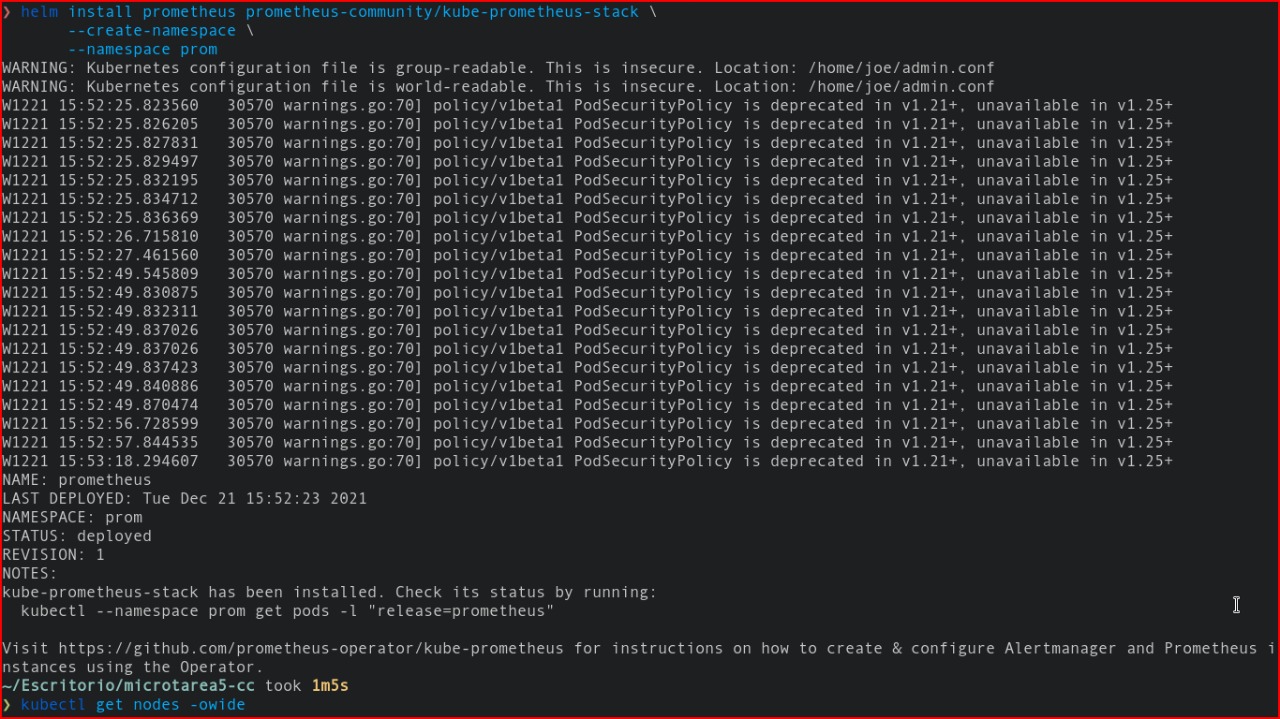 ❯ helm install prometheus prometheus-community/kube-prometheus-stack \
       --create-namespace \
       --namespace prom
WARNING: Kubernetes configuration file is group-readable. This is insecure. Location: /home/joe/admin.conf
WARNING: Kubernetes configuration file is world-readable. This is insecure. Location: /home/joe/admin.conf
W1221 15:52:25.823560   30570 warnings.go:70] policy/v1beta1 PodSecurityPolicy is deprecated in v1.21+, unavailable in v1.25+
W1221 15:52:25.826205   30570 warnings.go:70] policy/v1beta1 PodSecurityPolicy is deprecated in v1.21+, unavailable in v1.25+
W1221 15:52:25.827831   30570 warnings.go:70] policy/v1beta1 PodSecurityPolicy is deprecated in v1.21+, unavailable in v1.25+
W1221 15:52:25.829497   30570 warnings.go:70] policy/v1beta1 PodSecurityPolicy is deprecated in v1.21+, unavailable in v1.25+
W1221 15:52:25.832195   30570 warnings.go:70] policy/v1beta1 PodSecurityPolicy is deprecated in v1.21+, unavailable in v1.25+
W1221 15:52:25.834712   30570 warnings.go:70] policy/v1beta1 PodSecurityPolicy is deprecated in v1.21+, unavailable in v1.25+
W1221 15:52:25.836369   30570 warnings.go:70] policy/v1beta1 PodSecurityPolicy is deprecated in v1.21+, unavailable in v1.25+
W1221 15:52:26.715810   30570 warnings.go:70] policy/v1beta1 PodSecurityPolicy is deprecated in v1.21+, unavailable in v1.25+
W1221 15:52:27.461560   30570 warnings.go:70] policy/v1beta1 PodSecurityPolicy is deprecated in v1.21+, unavailable in v1.25+
W1221 15:52:49.545809   30570 warnings.go:70] policy/v1beta1 PodSecurityPolicy is deprecated in v1.21+, unavailable in v1.25+
W1221 15:52:49.830875   30570 warnings.go:70] policy/v1beta1 PodSecurityPolicy is deprecated in v1.21+, unavailable in v1.25+
W1221 15:52:49.832311   30570 warnings.go:70] policy/v1beta1 PodSecurityPolicy is deprecated in v1.21+, unavailable in v1.25+
W1221 15:52:49.837026   30570 warnings.go:70] policy/v1beta1 PodSecurityPolicy is deprecated in v1.21+, unavailable in v1.25+
W1221 15:52:49.837026   30570 warnings.go:70] policy/v1beta1 PodSecurityPolicy is deprecated in v1.21+, unavailable in v1.25+
W1221 15:52:49.837423   30570 warnings.go:70] policy/v1beta1 PodSecurityPolicy is deprecated in v1.21+, unavailable in v1.25+
W1221 15:52:49.840886   30570 warnings.go:70] policy/v1beta1 PodSecurityPolicy is deprecated in v1.21+, unavailable in v1.25+
W1221 15:52:49.870474   30570 warnings.go:70] policy/v1beta1 PodSecurityPolicy is deprecated in v1.21+, unavailable in v1.25+
W1221 15:52:56.728599   30570 warnings.go:70] policy/v1beta1 PodSecurityPolicy is deprecated in v1.21+, unavailable in v1.25+
W1221 15:52:57.844535   30570 warnings.go:70] policy/v1beta1 PodSecurityPolicy is deprecated in v1.21+, unavailable in v1.25+
W1221 15:53:18.294607   30570 warnings.go:70] policy/v1beta1 PodSecurityPolicy is deprecated in v1.21+, unavailable in v1.25+
NAME: prometheus
LAST DEPLOYED: Tue Dec 21 15:52:23 2021
NAMESPACE: prom
STATUS: deployed
REVISION: 1
NOTES:
kube-prometheus-stack has been installed. Check its status by running:
  kubectl --namespace prom get pods -l "release=prometheus"

Visit https://github.com/prometheus-operator/kube-prometheus for instructions on how to create & configure Alertmanager and Prometheus i
nstances using the Operator.
~/Escritorio/microtarea5-cc took 1m5s
❯ kubectl get nodes -owide